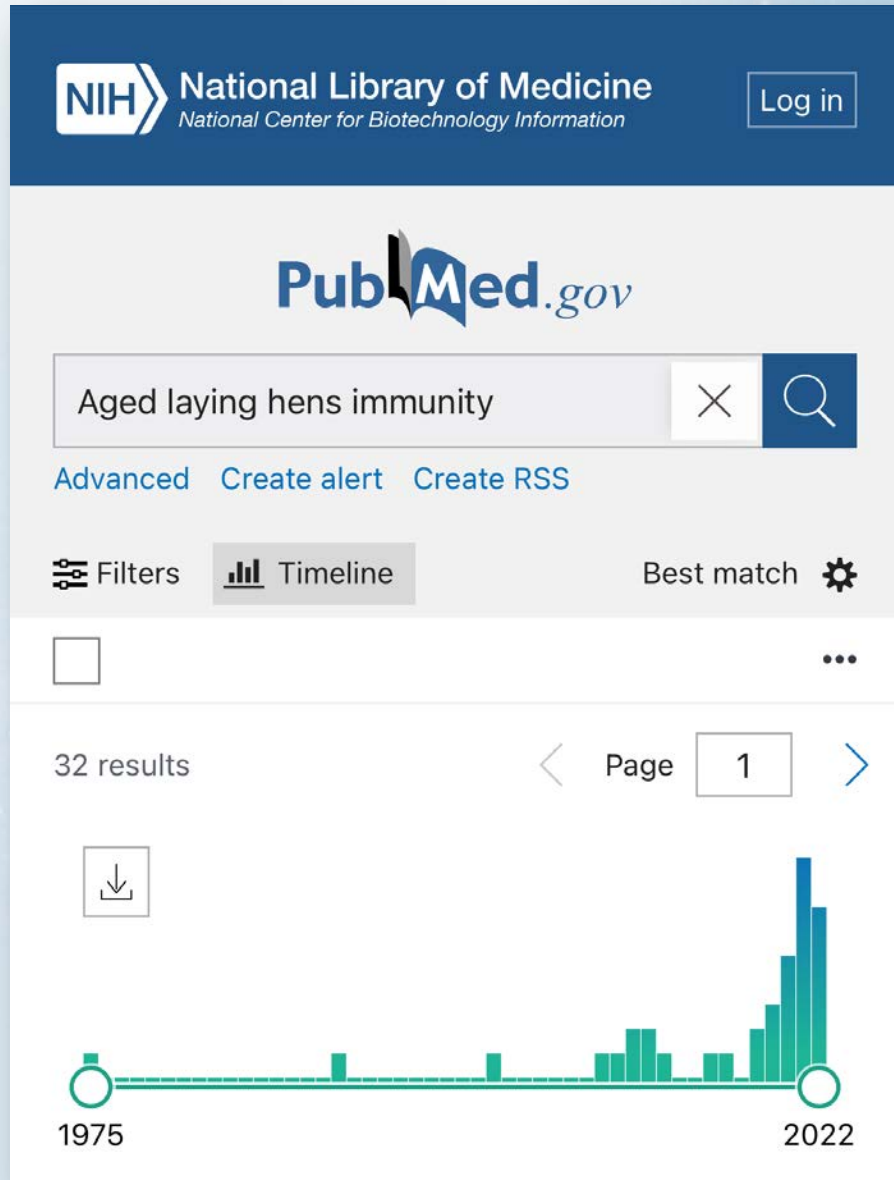 NIH National Library of Medicine
National Center for Biotechnology Information
Log in
PubMed.gov
Aged laying hens immunity
Advanced Create alert Create RSS
Filters Timeline Best match
32 results Page 1
1975 2022